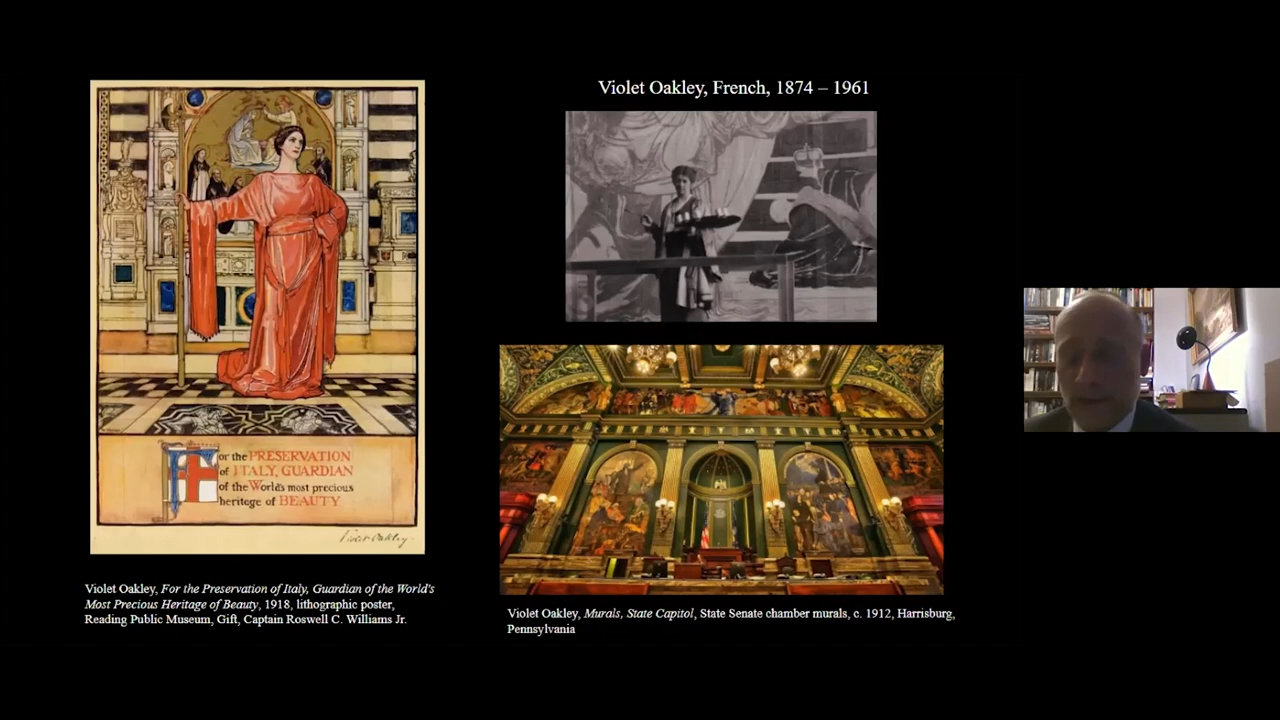 Violet Oakley, French, 1874 – 1961
For the PRESERVATION
of ITALY, GUARDIAN
of the World's most precious
heritage of BEAUTY
Violet Oakley.
Violet Oakley, For the Preservation of Italy, Guardian of the World's
Most Precious Heritage of Beauty, 1918, lithographic poster,
Reading Public Museum, Gift, Captain Roswell C. Williams Jr.
Violet Oakley, Murals, State Capitol, State Senate chamber murals, c. 1912, Harrisburg,
Pennsylvania